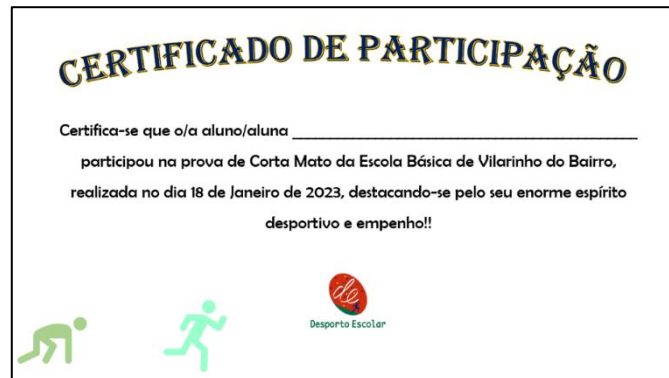 CERTIFICADO DE PARTICIPAÇÃO
Certifica-se que o/a aluno/aluna ____________________________________________
participou na prova de Corta Mato da Escola Básica de Vilarinho do Bairro,
realizada no dia 18 de Janeiro de 2023, destacando-se pelo seu enorme espírito
desportivo e empenho!!
de
Desporto Escolar